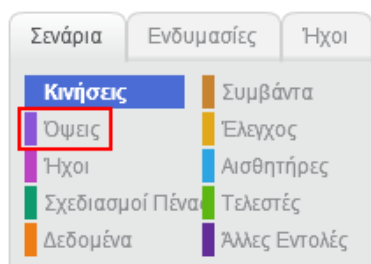 Σενάρια Ενδυμασίες Ήχοι
Κινήσεις Συμβάντα
Όψεις Έλεγχος
Ήχοι Αισθητήρες
Σχεδιασμοί Πένας Τελεστές
Δεδομένα Άλλες Εντολές